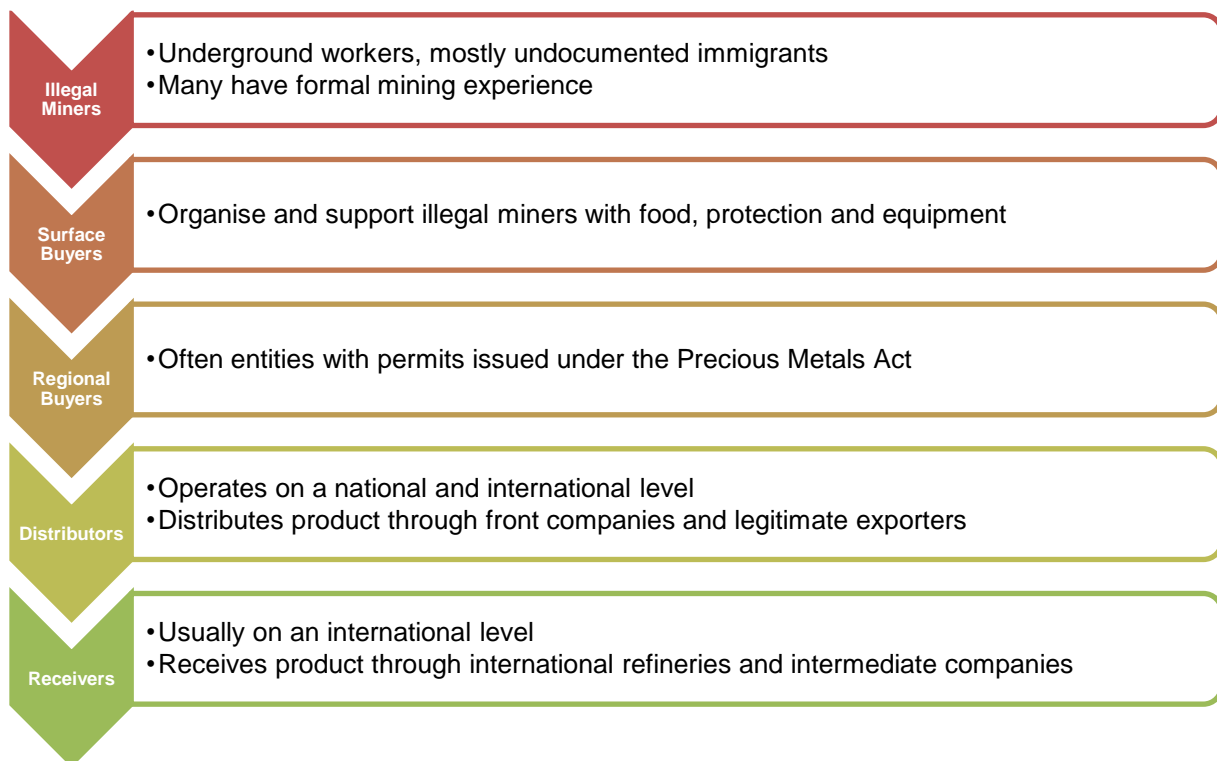 Illegal
Miners
•Underground workers, mostly undocumented immigrants
•Many have formal mining experience
Surface
Buyers
•Organise and support illegal miners with food, protection and equipment
Regional
Buyers
•Often entities with permits issued under the Precious Metals Act
Distributors
•Operates on a national and international level
•Distributes product through front companies and legitimate exporters
Receivers
•Usually on an international level
•Receives product through international refineries and intermediate companies